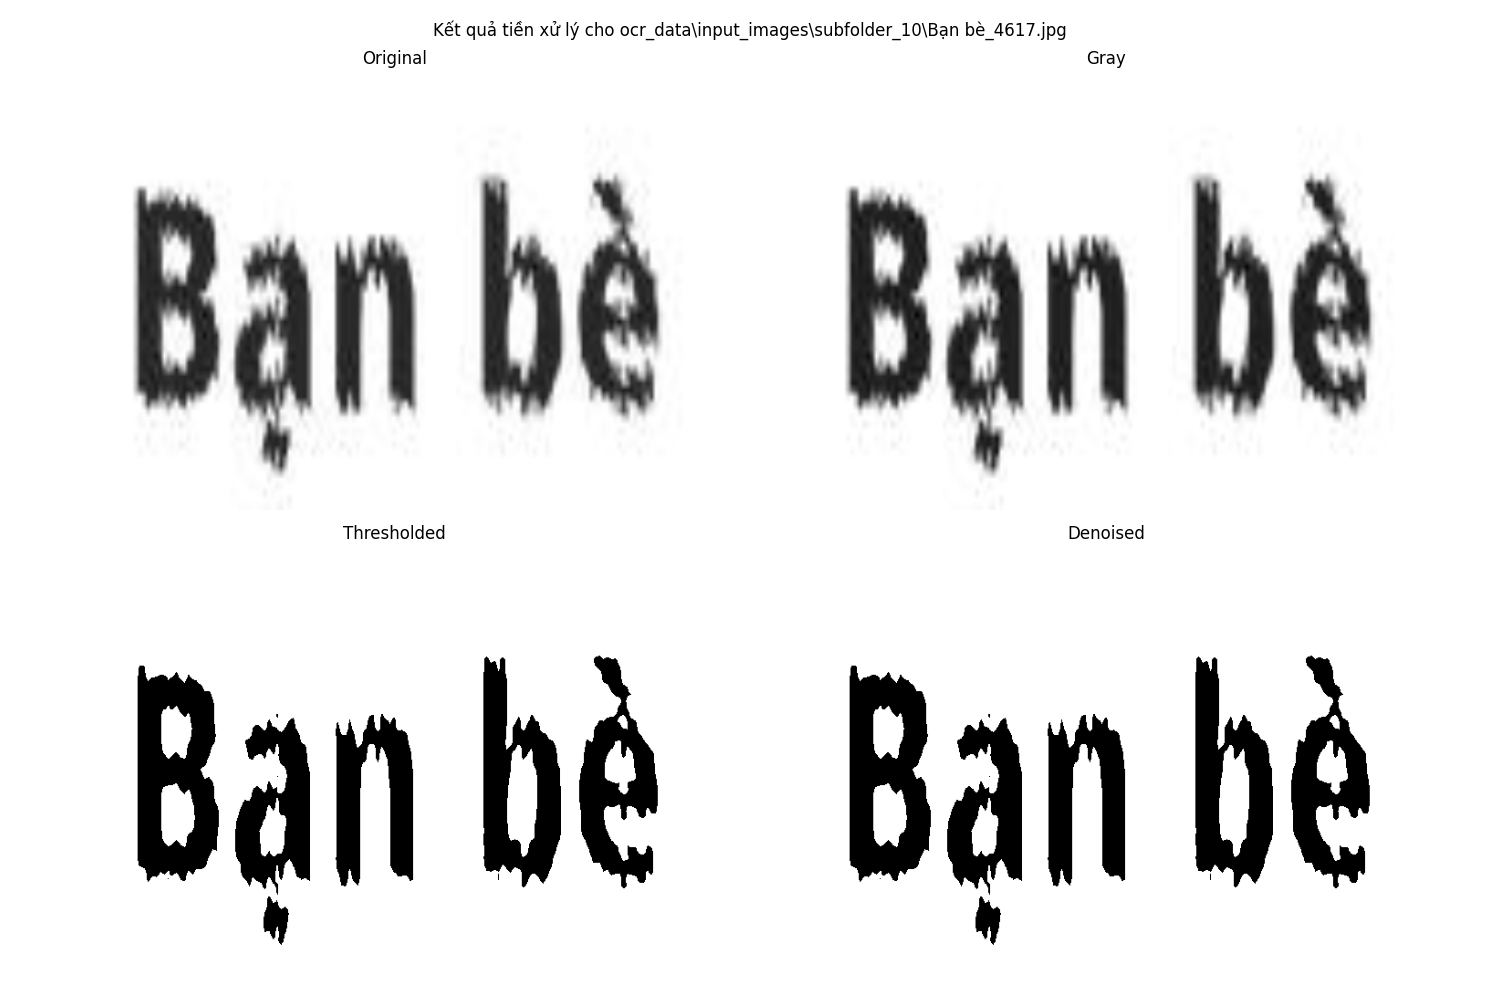 Kết quả tiền xử lý cho ocr_data\input_images\subfolder_10\Bạn bè_4617.jpg
Original
Gray
Bạn bè
Bạn bè
Thresholded
Denoised
Bạn bè
Bạn bè